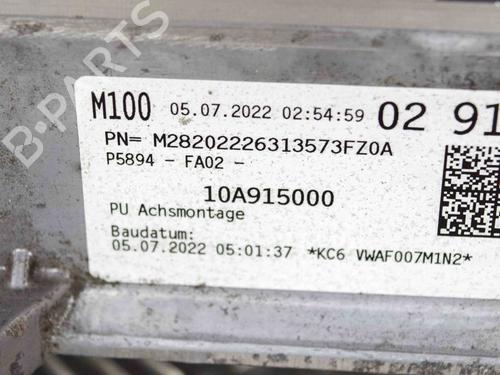 B-PARTS
M100 05.07.2022 02:54:59 02 91
PN= M28202226313573FZ0A
P5894 - FA02 -
10A915000
PU Achsmontage
Baudatum:
05.07.2022 05:01:37 *KC6 VWAF007M1N2*